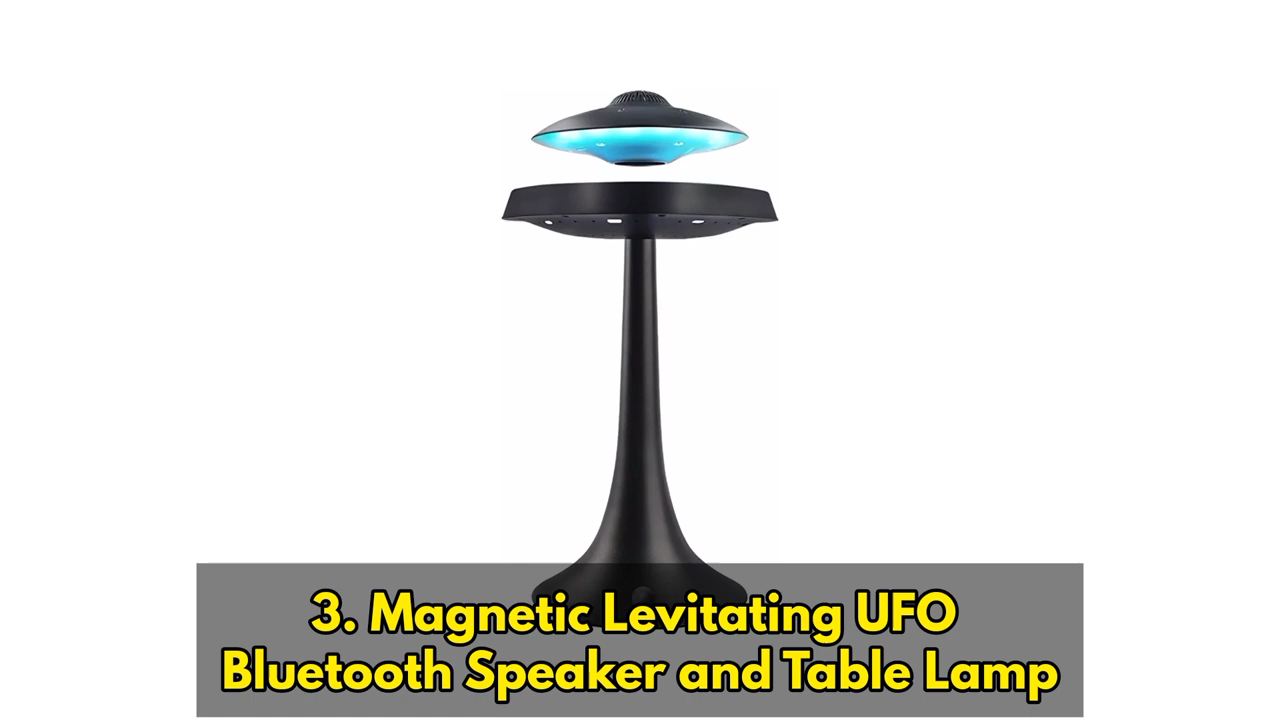 3. Magnetic Levitating UFO
Bluetooth Speaker and Table Lamp